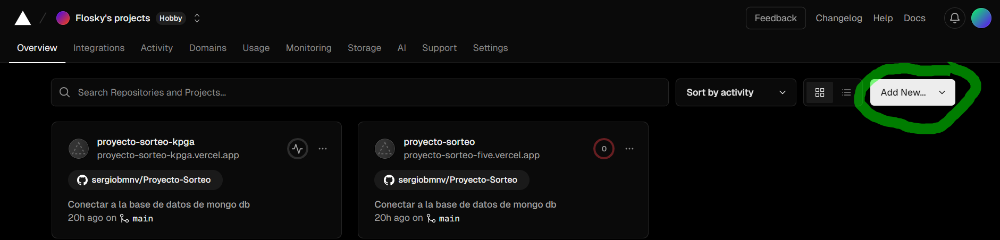 Flosky's projects Hobby Feedback Changelog Help Docs
Overview Integrations Activity Domains Usage Monitoring Storage AI Support Settings
Search Repositories and Projects... Sort by activity Add New...
proyecto-sorteo-kpga
proyecto-sorteo-kpga.vercel.app
sergiobmnv/Proyecto-Sorteo
Conectar a la base de datos de mongo db
20h ago on main
proyecto-sorteo 0
proyecto-sorteo-five.vercel.app
sergiobmnv/Proyecto-Sorteo
Conectar a la base de datos de mongo db
20h ago on main